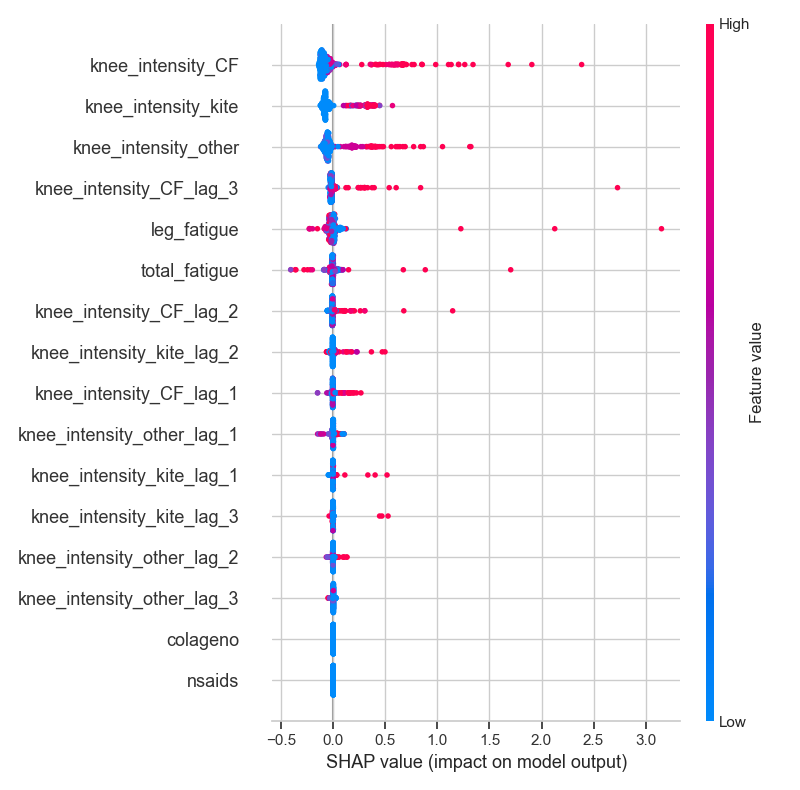 High
knee_intensity_CF
knee_intensity_kite
knee_intensity_other
knee_intensity_CF_lag_3
leg_fatigue
total_fatigue
knee_intensity_CF_lag_2
knee_intensity_kite_lag_2
knee_intensity_CF_lag_1
knee_intensity_other_lag_1
knee_intensity_kite_lag_1
knee_intensity_kite_lag_3
knee_intensity_other_lag_2
knee_intensity_other_lag_3
colageno
nsaids
Feature value
Low
−0.5 0.0 0.5 1.0 1.5 2.0 2.5 3.0
SHAP value (impact on model output)